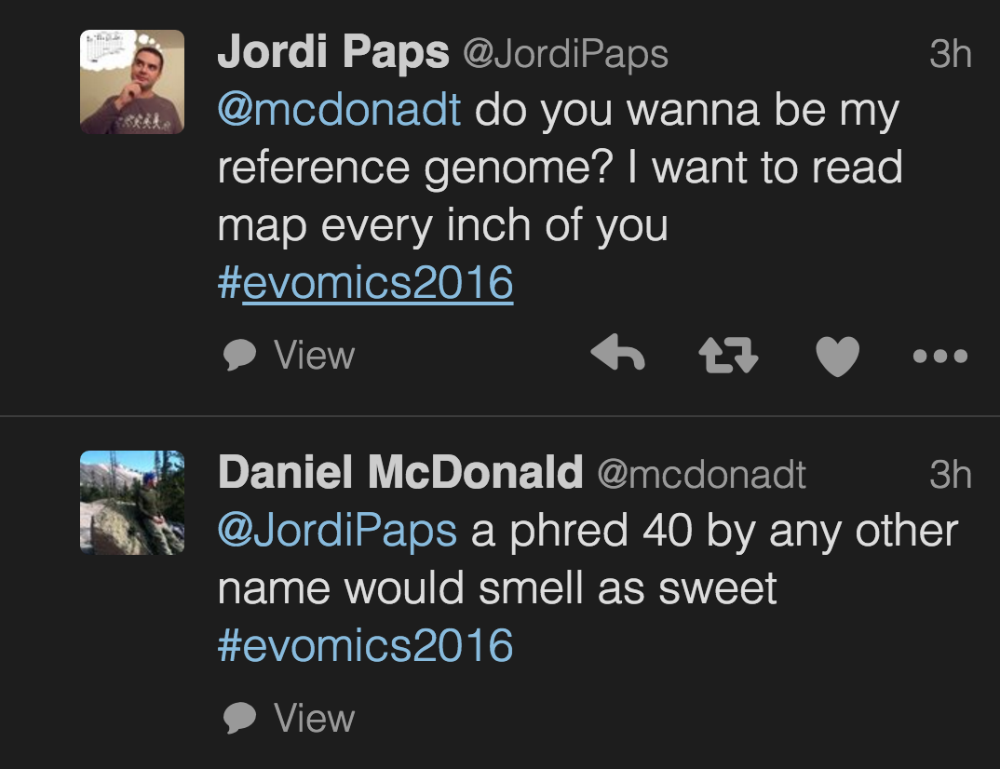 Jordi Paps @JordiPaps 3h
@mcdonadt do you wanna be my
reference genome? I want to read
map every inch of you
#evomics2016
View
Daniel McDonald @mcdonadt 3h
@JordiPaps a phred 40 by any other
name would smell as sweet
#evomics2016
View